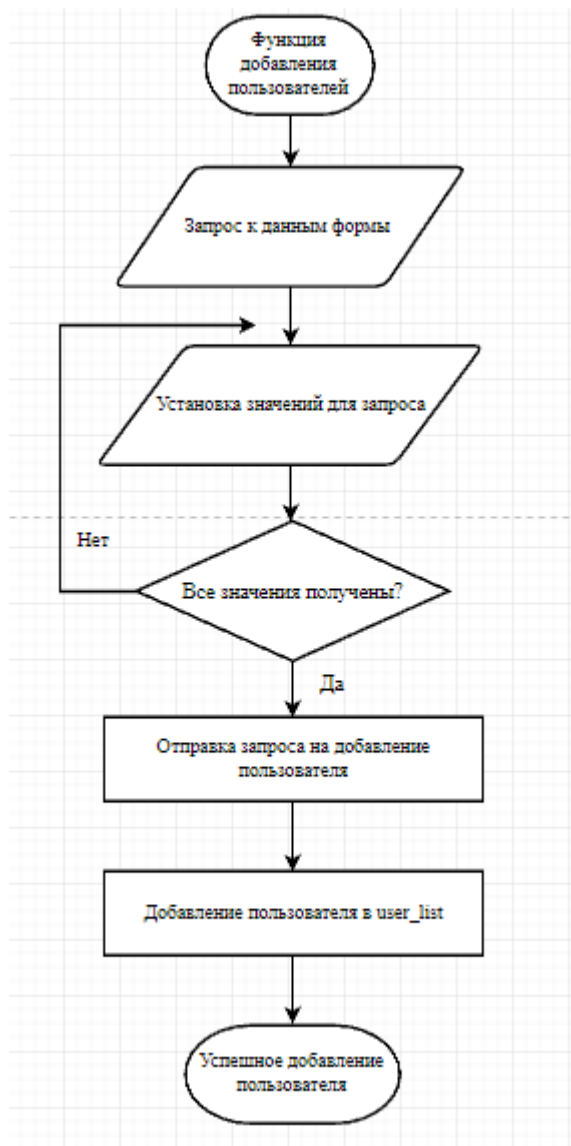 Функция
добавления
пользователей
Запрос к данным формы
Установка значений для запроса
Нет
Все значения получены?
Да
Отправка запроса на добавление
пользователя
Добавление пользователя в user_list
Успешное добавление
пользователя